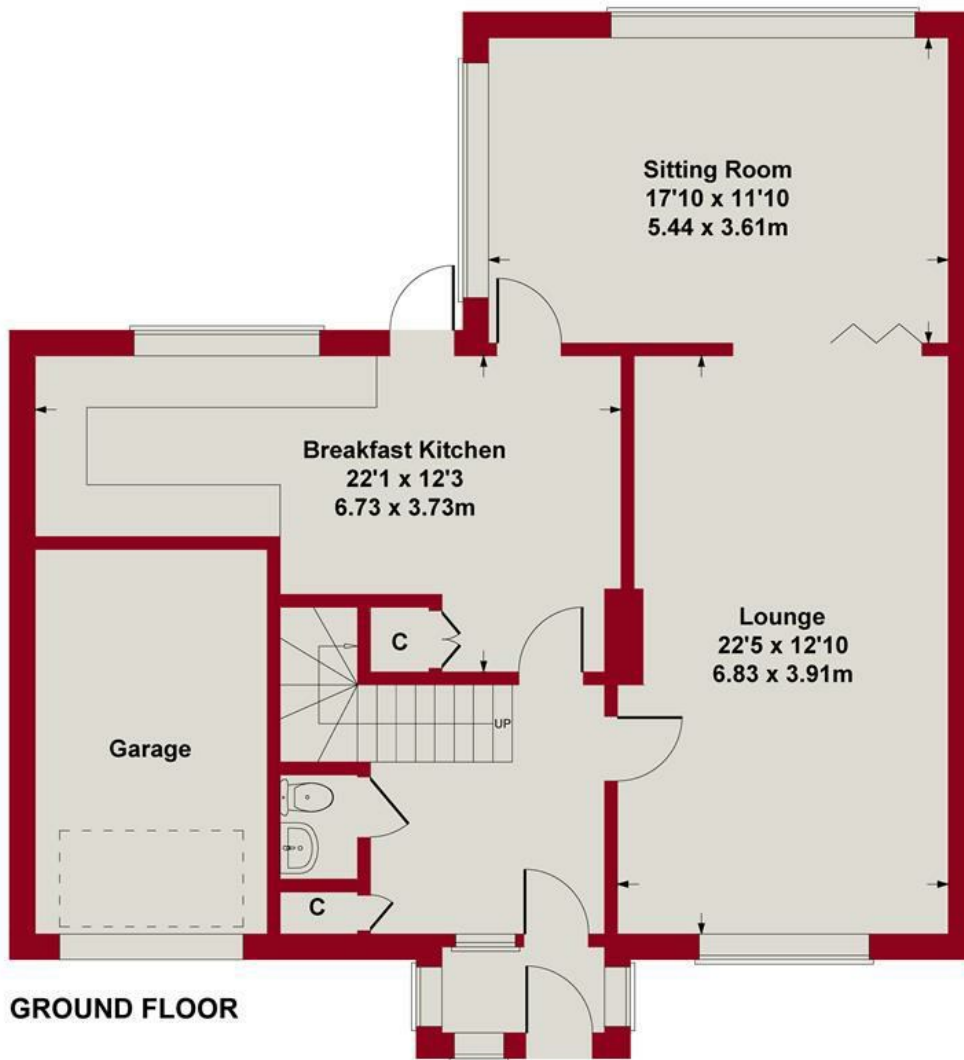 Sitting Room
17'10 x 11'10
5.44 x 3.61m
Breakfast Kitchen
22'1 x 12'3
6.73 x 3.73m
Lounge
22'5 x 12'10
6.83 x 3.91m
C
UP
Garage
C
GROUND FLOOR